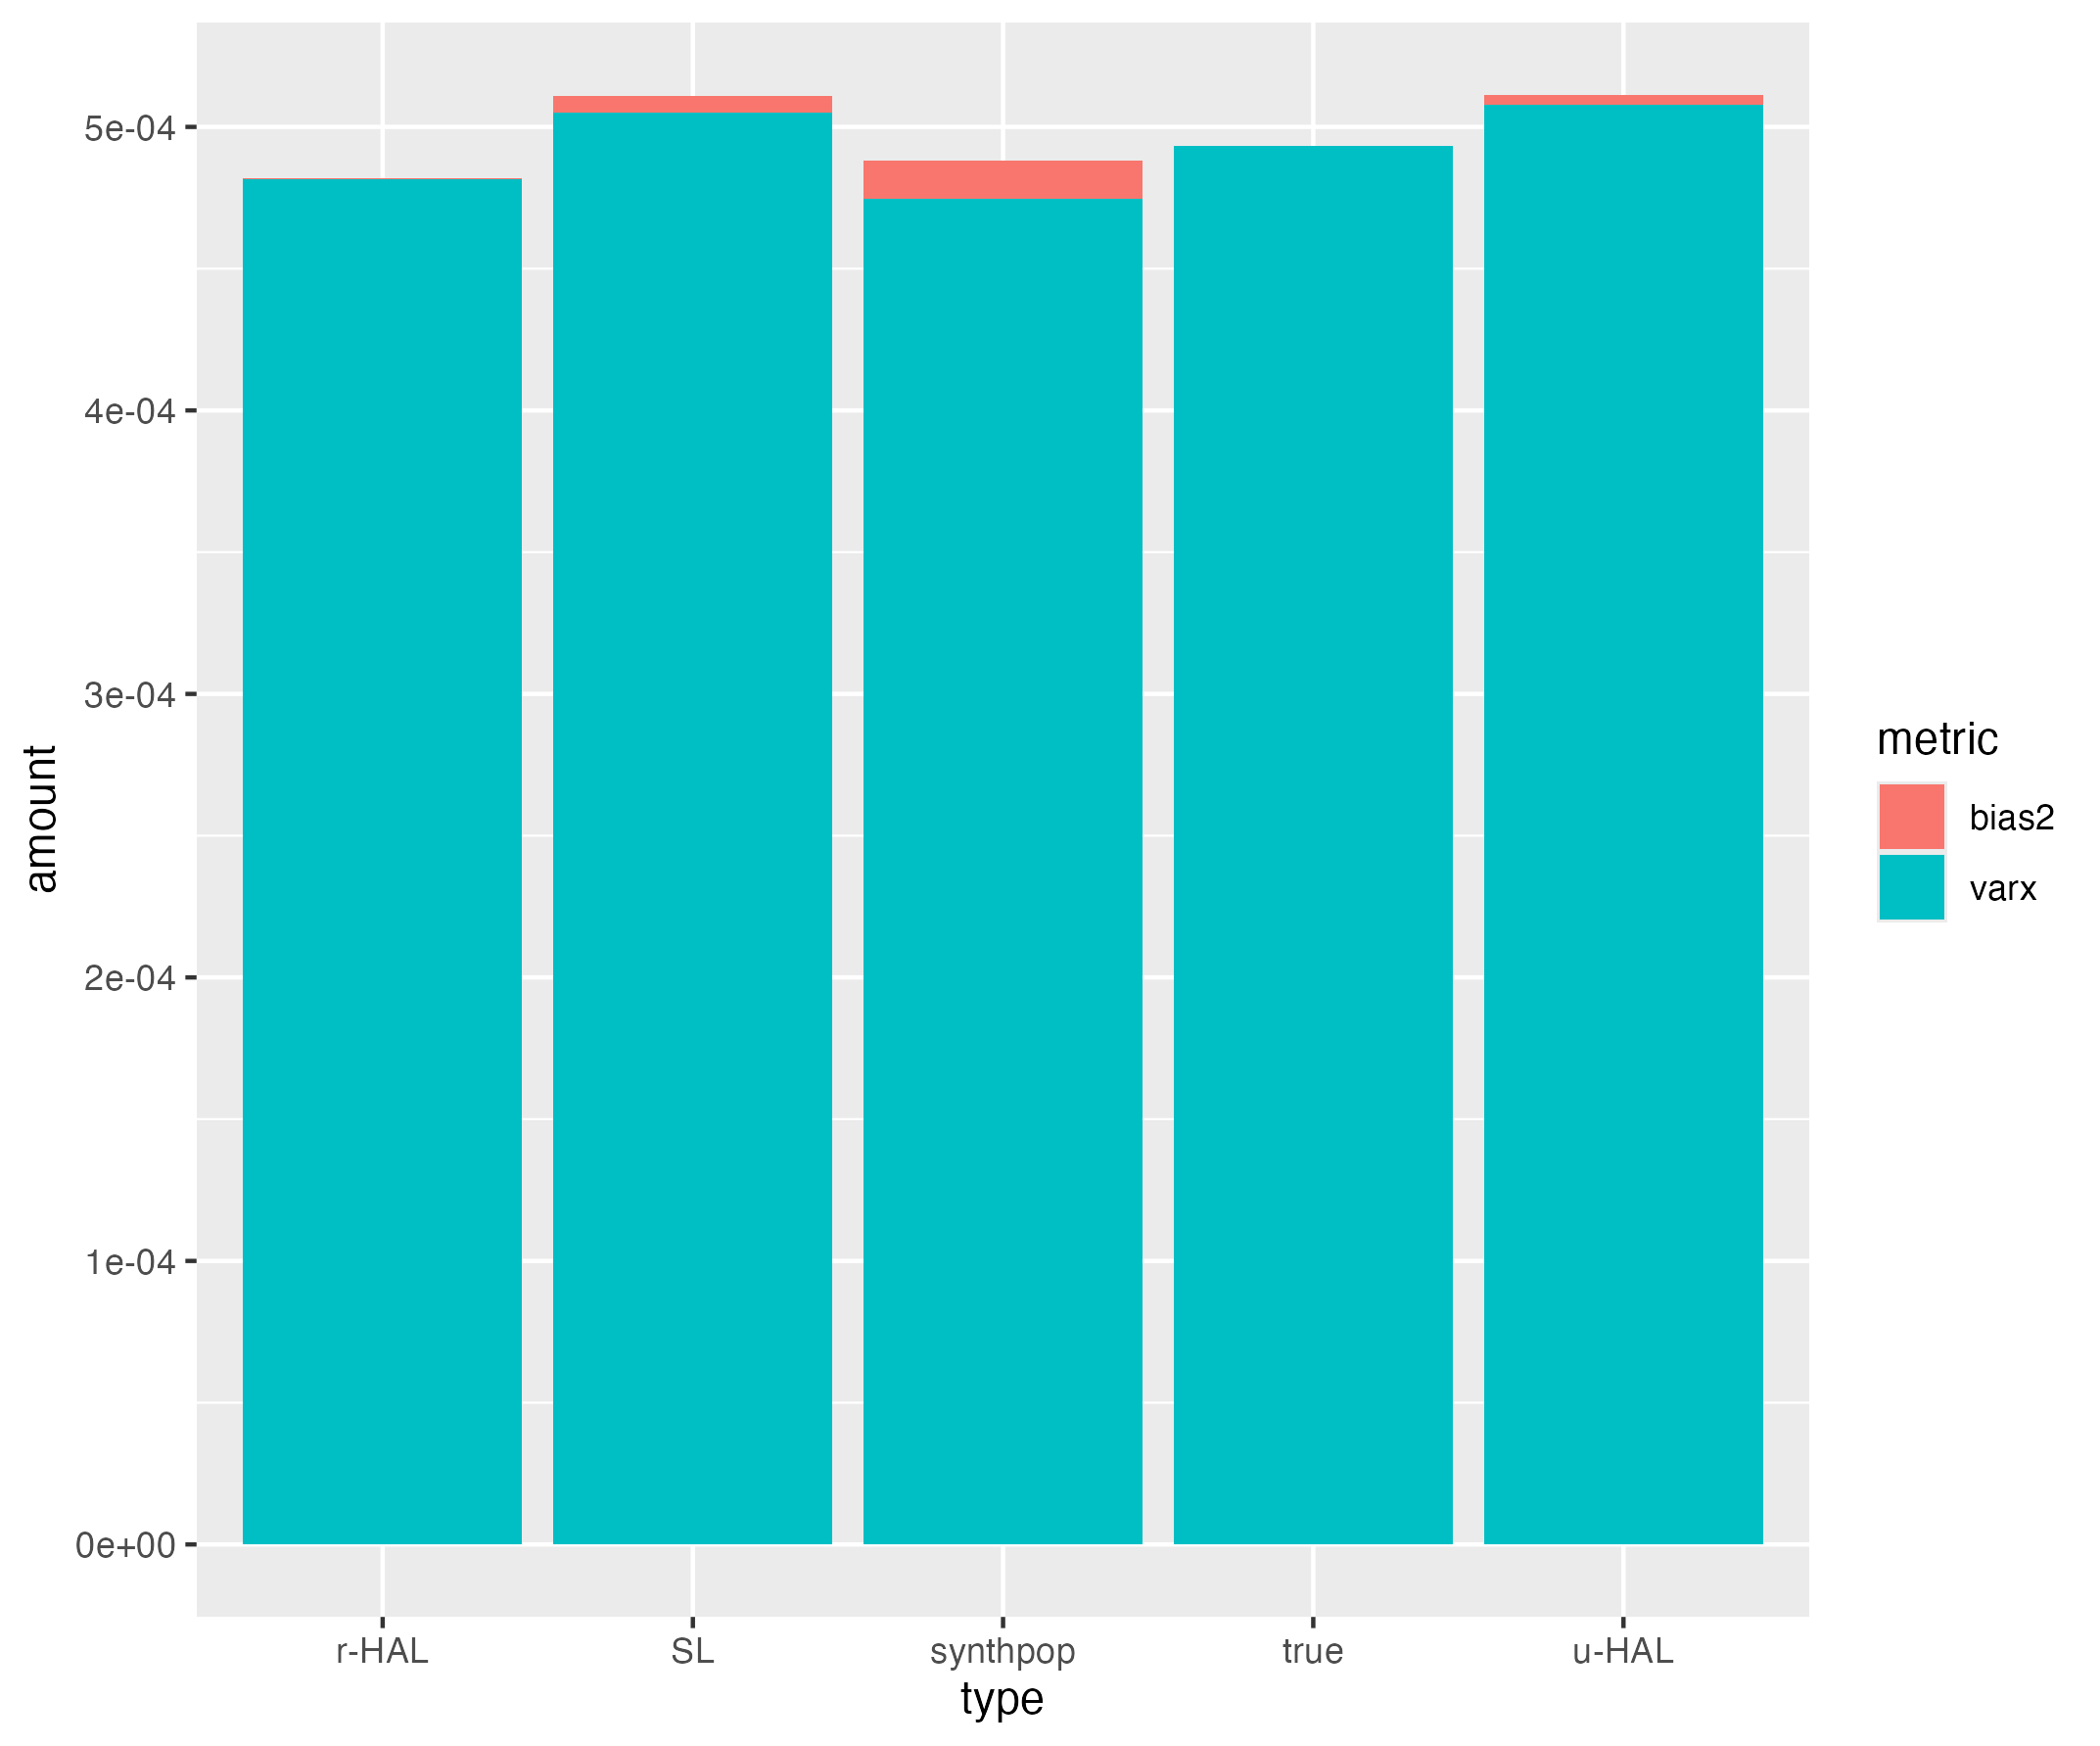 amount
5e-04
4e-04
3e-04
2e-04
1e-04
0e+00
r-HAL SL synthpop true u-HAL
type
metric
bias2
varx